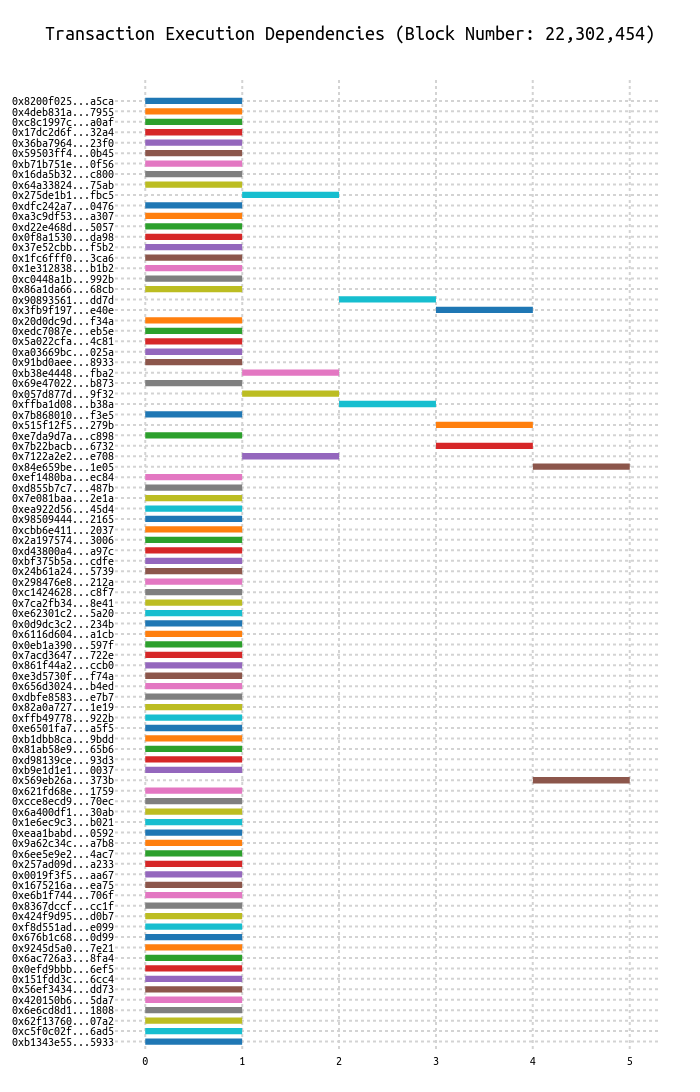 Transaction Execution Dependencies (Block Number: 22,302,454)
0x8200f025...a5ca
0x4deb831a...7955
0xc8c1997c...a0af
0x17dc2d6f...32a4
0x36ba7964...23f0
0x59503ff4...0b45
0xb71b751e...0f56
0x16da5b32...c800
0x64a33824...75ab
0x275de1b1...fbc5
0xdfc242a7...0476
0xa3c9df53...a307
0xd22e468d...5057
0x0f8a1530...da98
0x37e52cbb...f5b2
0x1fc6fff0...3ca6
0x1e312838...b1b2
0xc0448a1b...992b
0x86a1da66...68cb
0x90893561...dd7d
0x3fb9f197...e40e
0x20d0dc9d...f34a
0xedc7087e...eb5e
0x5a022cfa...4c81
0xa03669bc...025a
0x91bd0aee...8933
0xb38e4448...fba2
0x69e47022...b873
0x057d877d...9f32
0xffba1d08...b38a
0x7b868010...f3e5
0x515f12f5...279b
0xe7da9d7a...c898
0x7b22bacb...6732
0x7122a2e2...e708
0x84e659be...1e05
0xef1480ba...ec84
0xd855b7c7...487b
0x7e081baa...2e1a
0xea922d56...45d4
0x98509444...2165
0xcbb6e411...2037
0x2a197574...3006
0xd43800a4...a97c
0xbf375b5a...cdfe
0x24b61a24...5739
0x298476e8...212a
0xc1424628...c8f7
0x7ca2fb34...8e41
0xe62301c2...5a20
0x0d9dc3c2...234b
0x6116d604...a1cb
0x0eb1a390...597f
0x7acd3647...722e
0x861f44a2...ccb0
0xe3d5730f...f74a
0x656d3024...b4ed
0xdbfe8583...e7b7
0x82a0a727...1e19
0xffb49778...922b
0xe6501fa7...a5f5
0xb1dbb8ca...9bdd
0x81ab58e9...65b6
0xd98139ce...93d3
0xb9e1d1e1...0037
0x569eb26a...373b
0x621fd68e...1759
0xcce8ecd9...70ec
0x6a400df1...30ab
0x1e6ec9c3...b021
0xeaa1babd...0592
0x9a62c34c...a7b8
0x6ee5e9e2...4ac7
0x257ad09d...a233
0x0019f3f5...aa67
0x1675216a...ea75
0xe6b1f744...706f
0x8367dccf...cc1f
0x424f9d95...d0b7
0xf8d551ad...e099
0x676b1c68...0d99
0x9245d5a0...7e21
0x6ac726a3...8fa4
0x0efd9bbb...6ef5
0x151fdd3c...6cc4
0x56ef3434...dd73
0x420150b6...5da7
0x6e6cd8d1...1808
0x62f13760...07a2
0xc5f0c02f...6ad5
0xb1343e55...5933
0 1 2 3 4 5